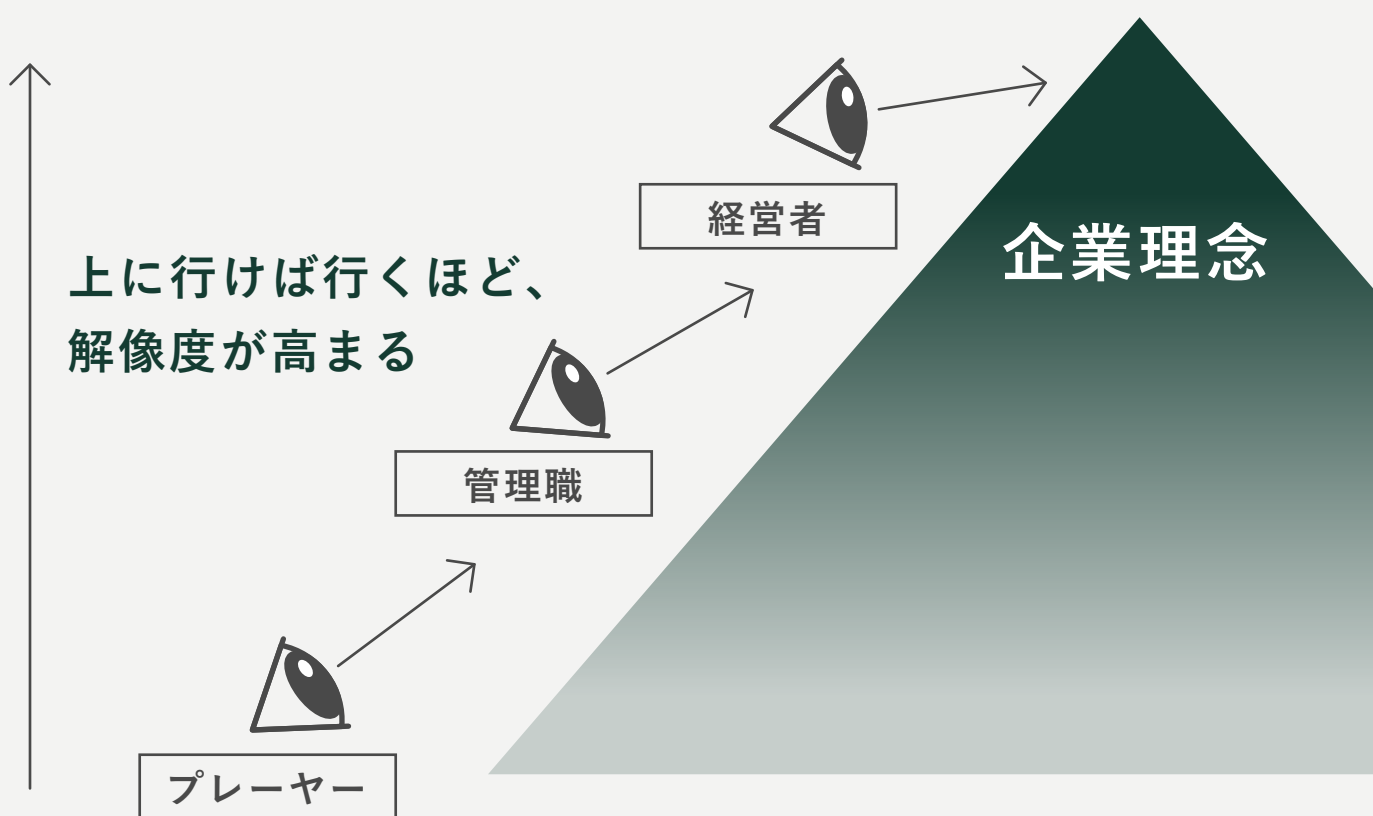 経営者
企業理念
上に行けば行くほど、
解像度が高まる
管理職
プレーヤー